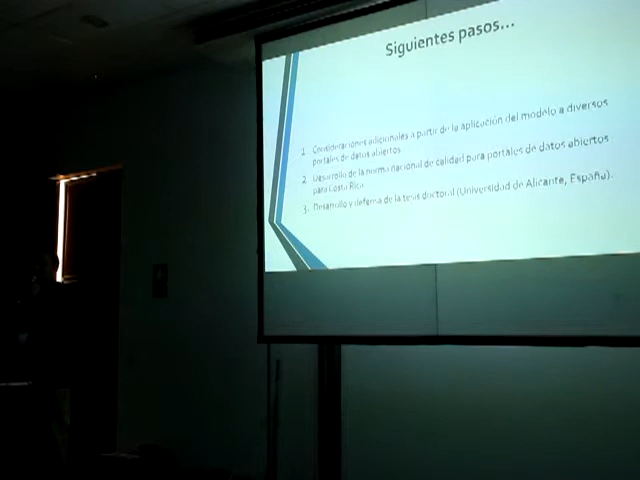 Siguientes pasos...
1. Consideraciones adicionales a partir de la aplicación del modelo a diversos
portales de datos abiertos
2. Desarrollo de la norma nacional de calidad para portales de datos abiertos
para Costa Rica
3. Desarrollo y defensa de la tesis doctoral (Universidad de Alicante, España).